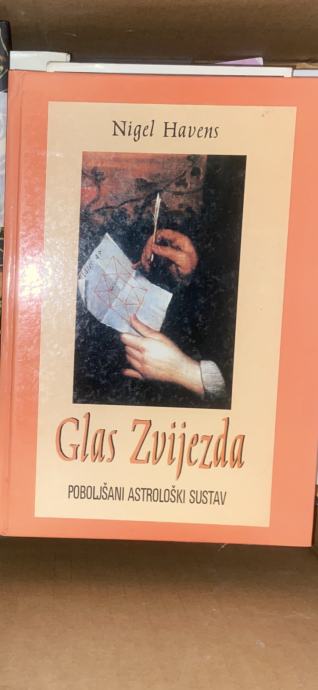 Nigel Havens
Glas Zvijezda
POBOLJŠANI ASTROLOŠKI SUSTAV